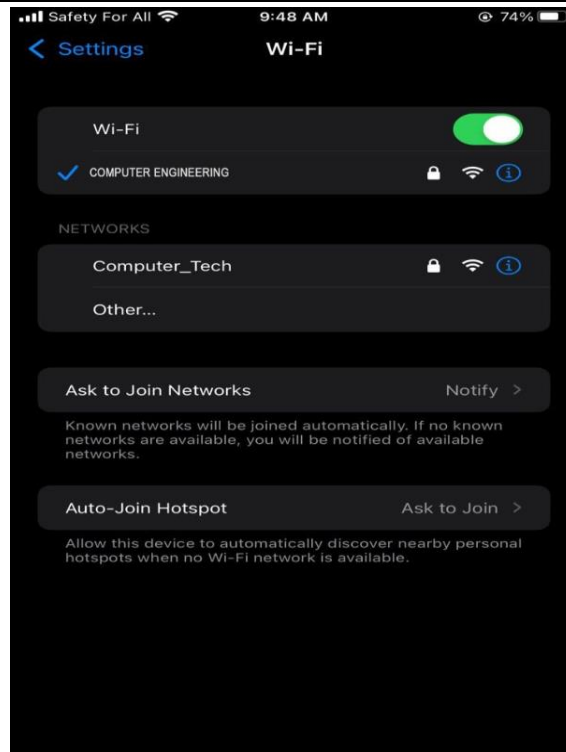 Safety For All 9:48 AM 74%
Settings Wi-Fi
Wi-Fi
COMPUTER ENGINEERING
NETWORKS
Computer_Tech
Other...
Ask to Join Networks Notify >
Known networks will be joined automatically. If no known
networks are available, you will be notified of available
networks.
Auto-Join Hotspot Ask to Join >
Allow this device to automatically discover nearby personal
hotspots when no Wi-Fi network is available.